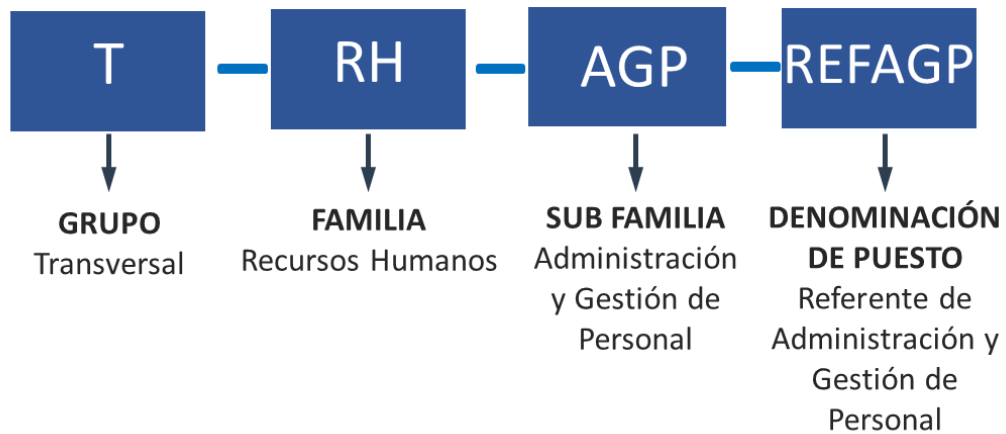 T
RH
AGP
REFAGP
GRUPO
Transversal
FAMILIA
Recursos Humanos
SUB FAMILIA
Administración
y Gestión de
Personal
DENOMINACIÓN
DE PUESTO
Referente de
Administración y
Gestión de
Personal